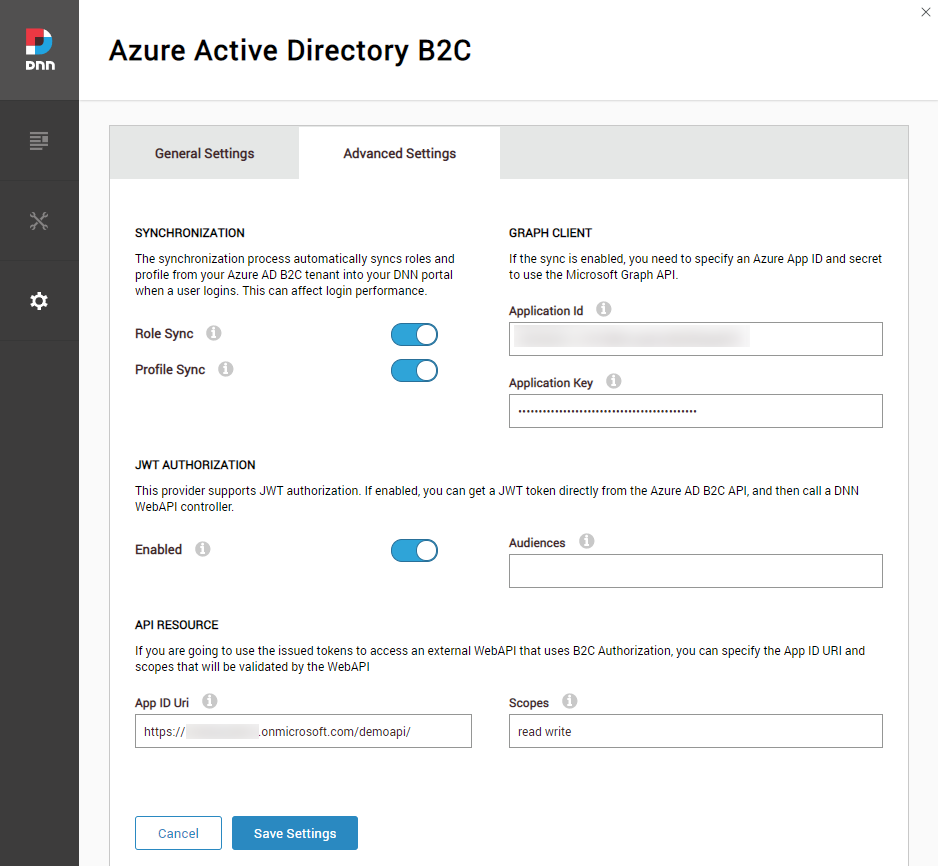 DNN
Azure Active Directory B2C
General Settings
Advanced Settings
SYNCHRONIZATION
The synchronization process automatically syncs roles and
profile from your Azure AD B2C tenant into your DNN portal
when a user logins. This can affect login performance.
Role Sync
Profile Sync
GRAPH CLIENT
If the sync is enabled, you need to specify an Azure App ID and secret
to use the Microsoft Graph API.
Application Id
Application Key
JWT AUTHORIZATION
This provider supports JWT authorization. If enabled, you can get a JWT token directly from the Azure AD B2C API, and then call a DNN
WebAPI controller.
Enabled
Audiences
API RESOURCE
If you are going to use the issued tokens to access an external WebAPI that uses B2C Authorization, you can specify the App ID URI and
scopes that will be validated by the WebAPI
App ID Uri
https:// .onmicrosoft.com/demoapi/
Scopes
read write
Cancel
Save Settings